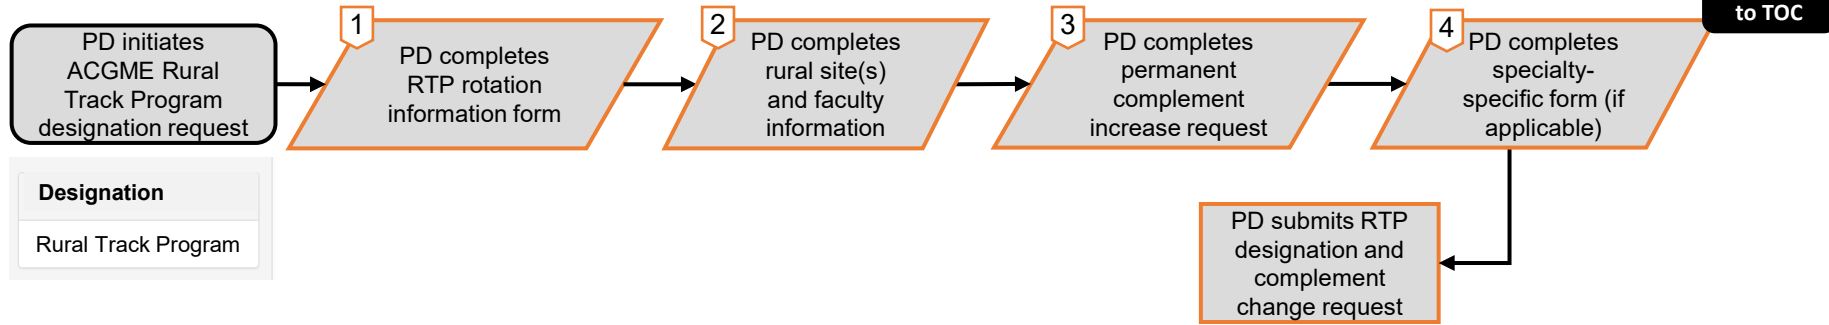 to TOC
PD initiates
ACGME Rural
Track Program
designation request
1
PD completes
RTP rotation
information form
2
PD completes
rural site(s)
and faculty
information
3
PD completes
permanent
complement
increase request
4
PD completes
specialty-
specific form (if
applicable)
Designation
Rural Track Program
PD submits RTP
designation and
complement
change request